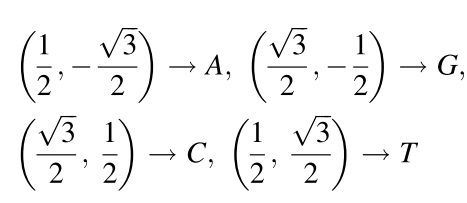 (1/2, −√3/2) → A, (√3/2, −1/2) → G,
(√3/2, 1/2) → C, (1/2, √3/2) → T